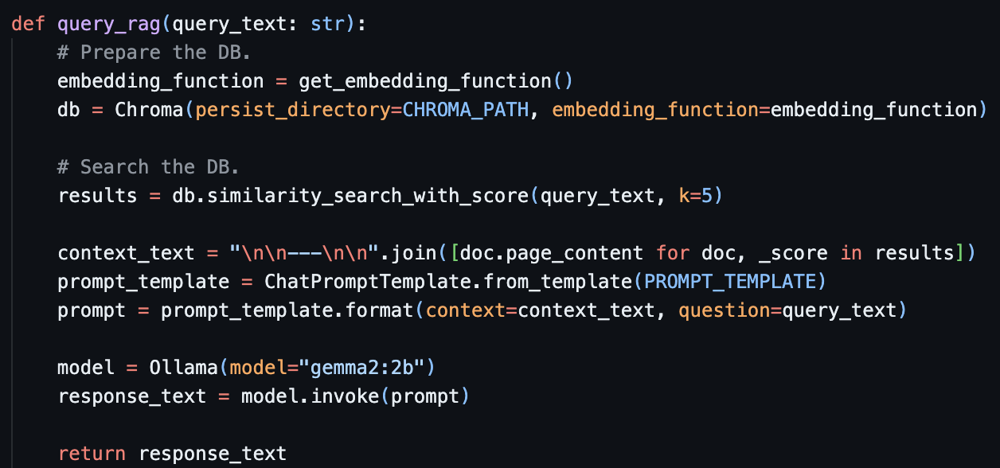 def query_rag(query_text: str):
    # Prepare the DB.
    embedding_function = get_embedding_function()
    db = Chroma(persist_directory=CHROMA_PATH, embedding_function=embedding_function)

    # Search the DB.
    results = db.similarity_search_with_score(query_text, k=5)

    context_text = "\n\n---\n\n".join([doc.page_content for doc, _score in results])
    prompt_template = ChatPromptTemplate.from_template(PROMPT_TEMPLATE)
    prompt = prompt_template.format(context=context_text, question=query_text)

    model = Ollama(model="gemma2:2b")
    response_text = model.invoke(prompt)

    return response_text